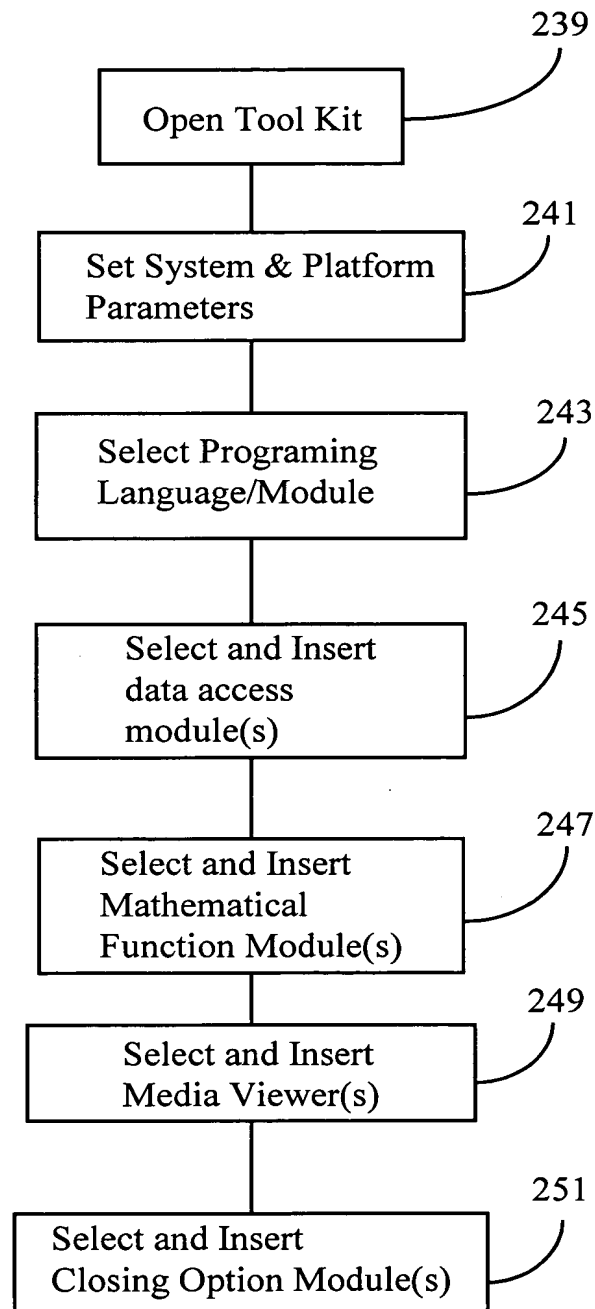 239
Open Tool Kit
241
Set System & Platform
Parameters
243
Select Programing
Language/Module
245
Select and Insert
data access
module(s)
247
Select and Insert
Mathematical
Function Module(s)
249
Select and Insert
Media Viewer(s)
251
Select and Insert
Closing Option Module(s)